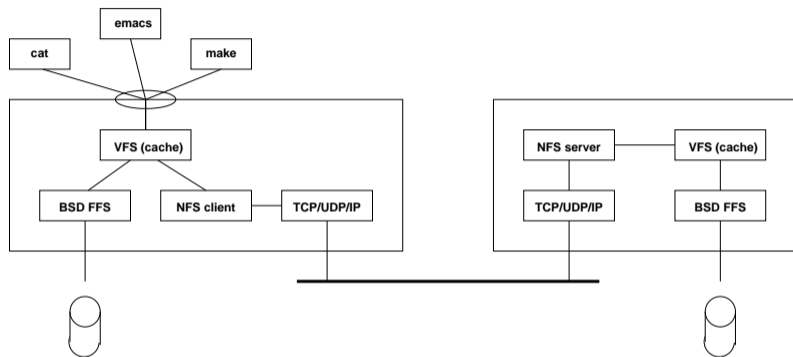 emacs
cat
make
VFS (cache)
BSD FFS
NFS client
TCP/UDP/IP
NFS server
VFS (cache)
TCP/UDP/IP
BSD FFS